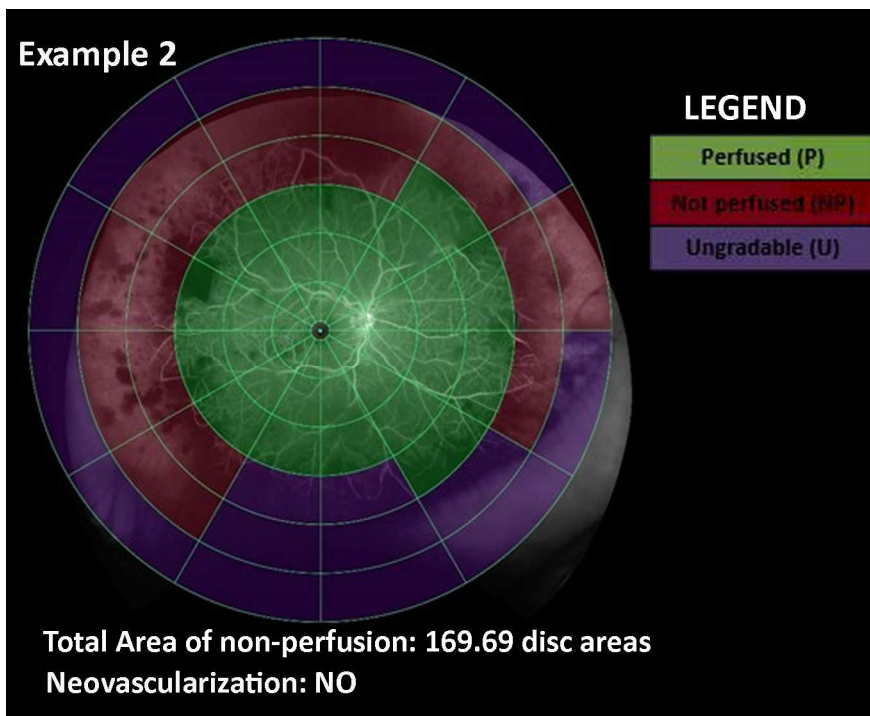 Example 2
LEGEND
Perfused (P)
Not perfused (NP)
Ungradable (U)
Total Area of non-perfusion: 169.69 disc areas
Neovascularization: NO